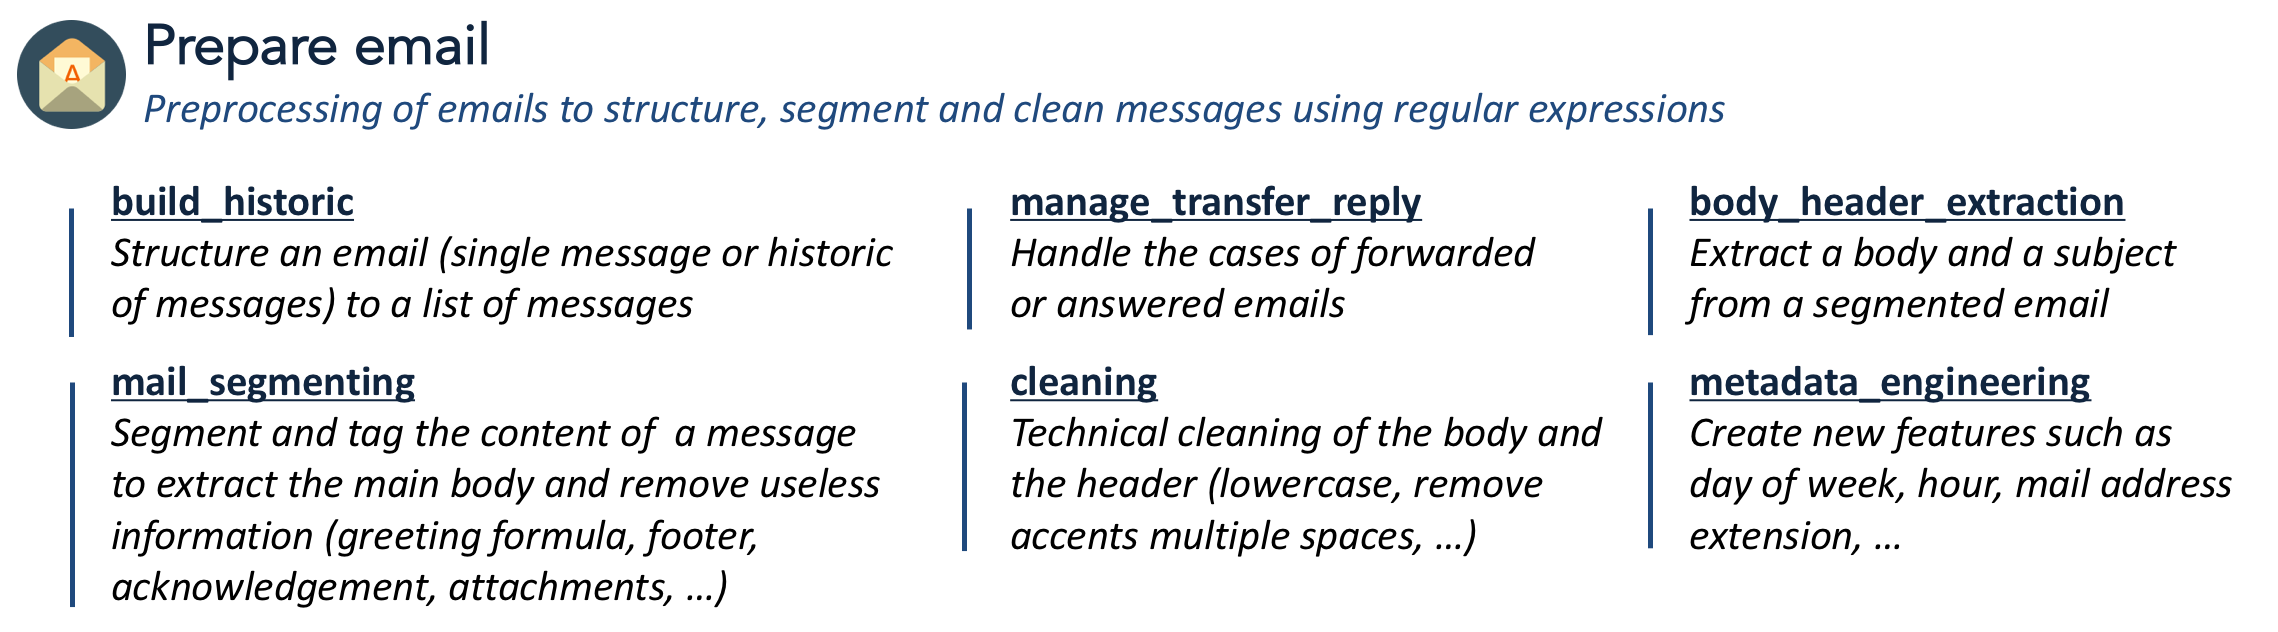 Prepare email
Preprocessing of emails to structure, segment and clean messages using regular expressions
build_historic
Structure an email (single message or historic
of messages) to a list of messages
manage_transfer_reply
Handle the cases of forwarded
or answered emails
body_header_extraction
Extract a body and a subject
from a segmented email
mail_segmenting
Segment and tag the content of a message
to extract the main body and remove useless
information (greeting formula, footer,
acknowledgement, attachments, …)
cleaning
Technical cleaning of the body and
the header (lowercase, remove
accents multiple spaces, …)
metadata_engineering
Create new features such as
day of week, hour, mail address
extension, …